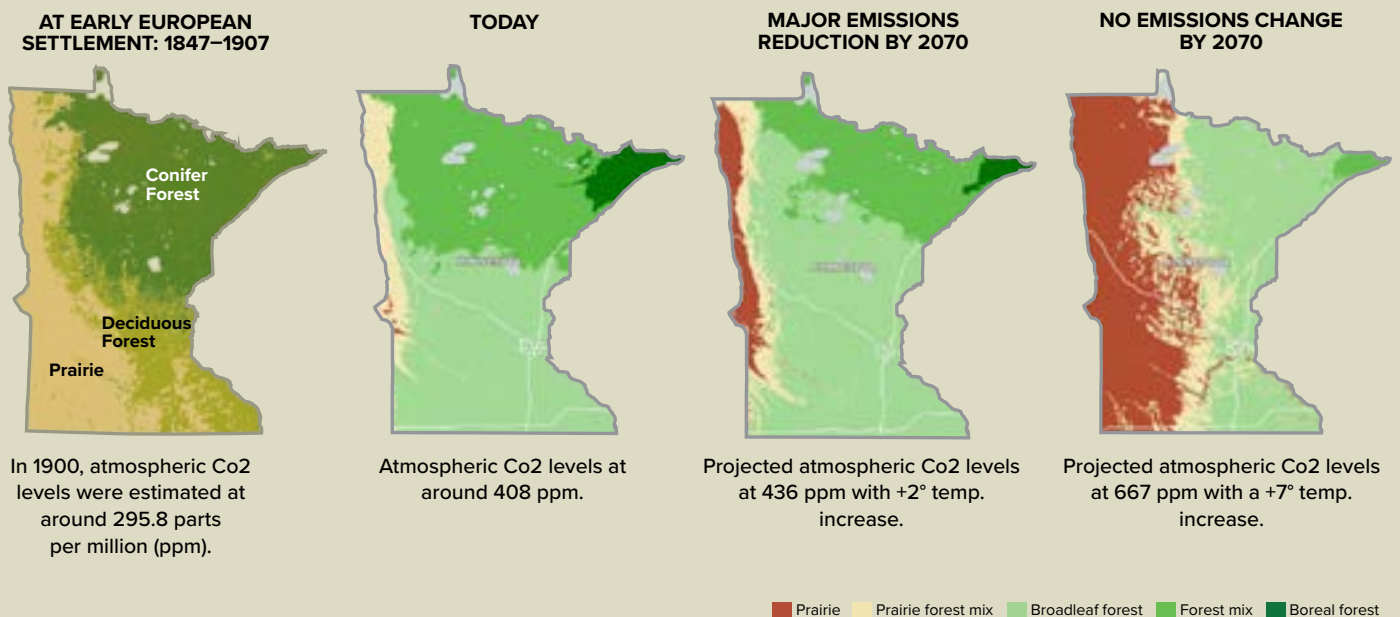 AT EARLY EUROPEAN
SETTLEMENT: 1847–1907
Conifer
Forest
Deciduous
Forest
Prairie
In 1900, atmospheric Co2
levels were estimated at
around 295.8 parts
per million (ppm).
TODAY
Atmospheric Co2 levels at
around 408 ppm.
MAJOR EMISSIONS
REDUCTION BY 2070
Projected atmospheric Co2 levels
at 436 ppm with +2° temp.
increase.
NO EMISSIONS CHANGE
BY 2070
Projected atmospheric Co2 levels
at 667 ppm with a +7° temp.
increase.
Prairie
Prairie forest mix
Broadleaf forest
Forest mix
Boreal forest